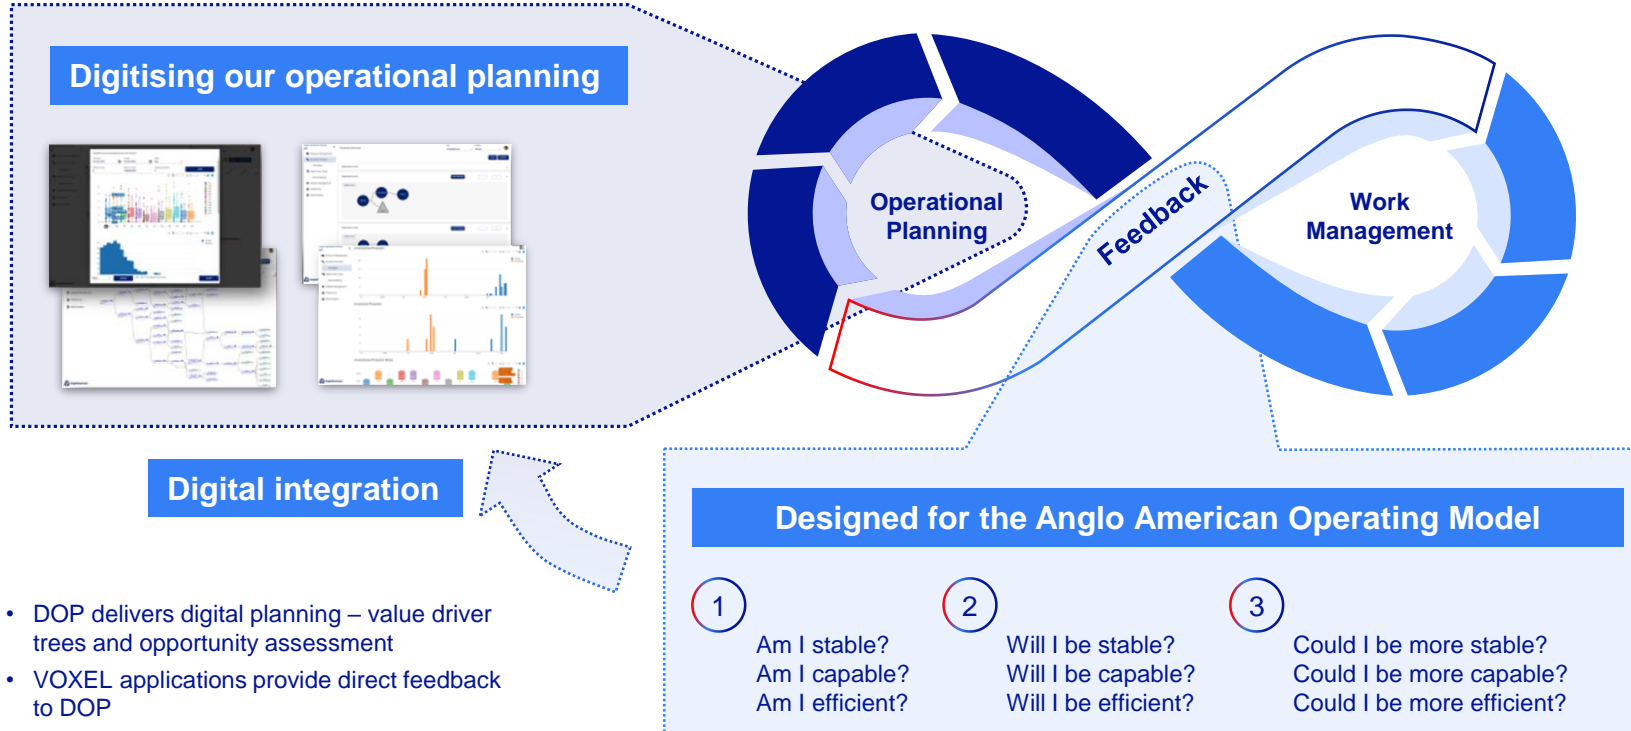 Digitising our operational planning
Operational
Planning
Feedback
Work
Management
Digital integration
• DOP delivers digital planning – value driver
trees and opportunity assessment
• VOXEL applications provide direct feedback
to DOP
Designed for the Anglo American Operating Model
1
Am I stable?
Am I capable?
Am I efficient?
2
Will I be stable?
Will I be capable?
Will I be efficient?
3
Could I be more stable?
Could I be more capable?
Could I be more efficient?